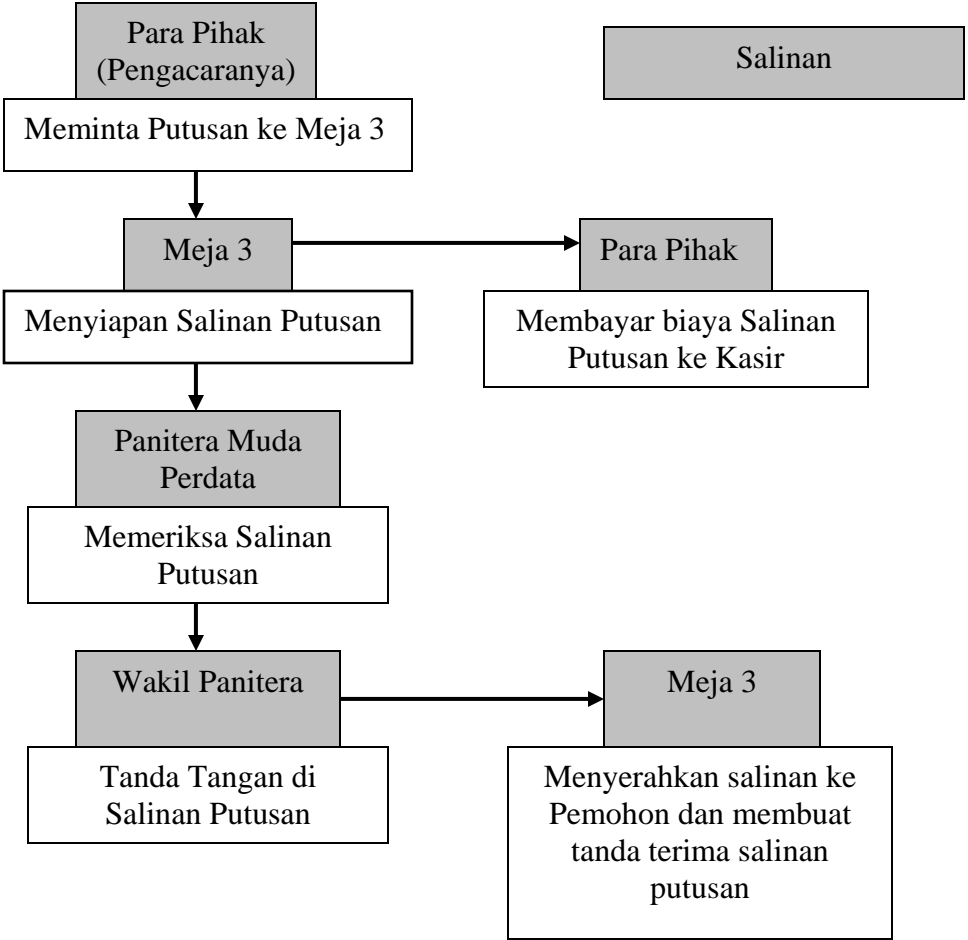 Para Pihak
(Pengacaranya)
Salinan
Meminta Putusan ke Meja 3
Meja 3
Para Pihak
Menyiapan Salinan Putusan
Membayar biaya Salinan
Putusan ke Kasir
Panitera Muda
Perdata
Memeriksa Salinan
Putusan
Wakil Panitera
Meja 3
Tanda Tangan di
Salinan Putusan
Menyerahkan salinan ke
Pemohon dan membuat
tanda terima salinan
putusan